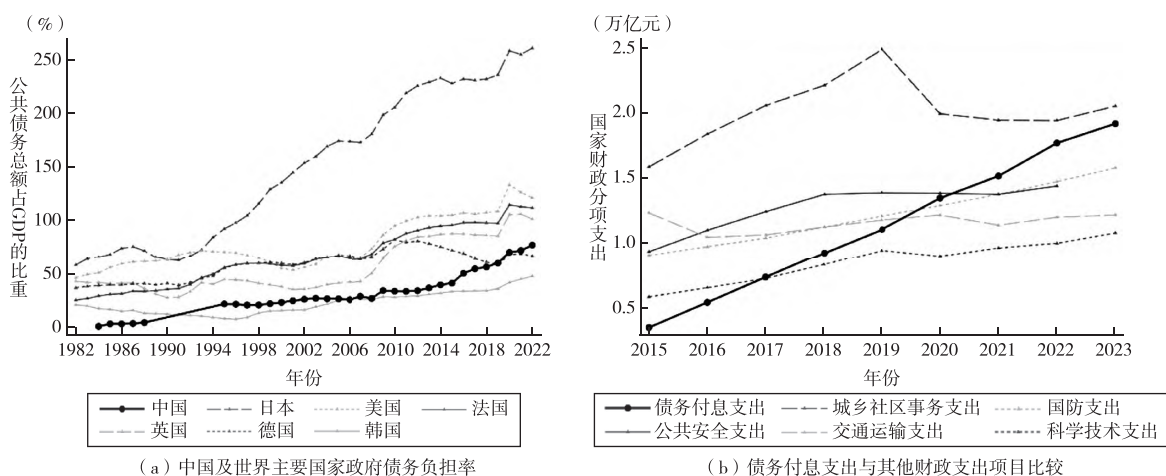 （%）
公共债务总额占GDP的比重
250
200
150
100
50
0
1982 1986 1990 1994 1998 2002 2006 2010 2014 2018 2022
年份
中国 日本 美国 法国
英国 德国 韩国
（a）中国及世界主要国家政府债务负担率
（万亿元）
国家财政分项支出
2.5
2.0
1.5
1.0
0.5
2015 2016 2017 2018 2019 2020 2021 2022 2023
年份
债务付息支出 城乡社区事务支出 国防支出
公共安全支出 交通运输支出 科学技术支出
（b）债务付息支出与其他财政支出项目比较